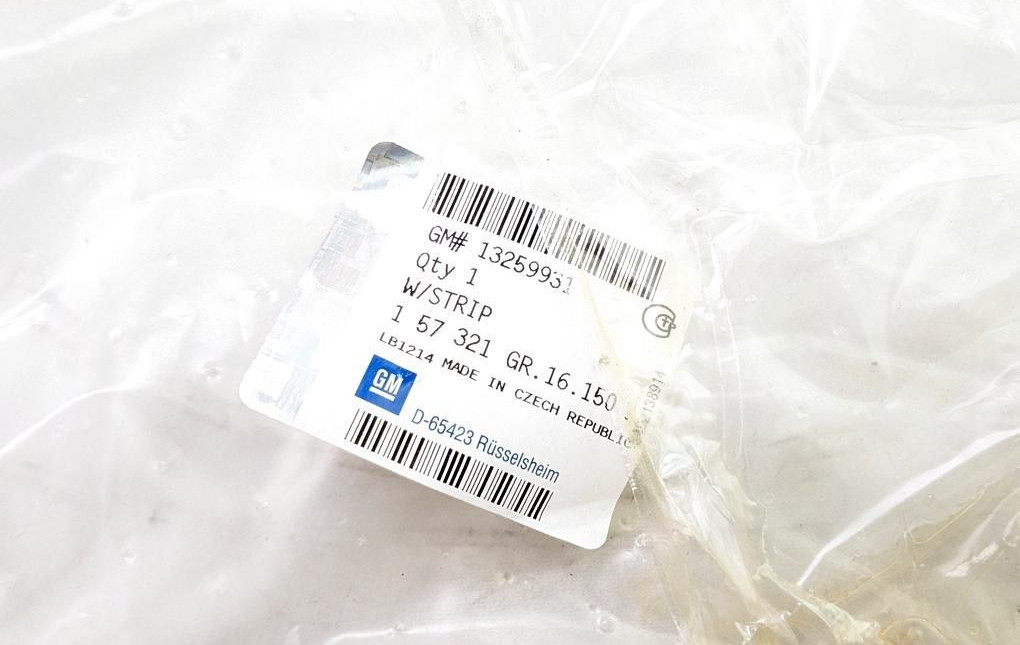 GM# 13259931
Qty 1
W/STRIP
1 57 321 GR.16.150
LB1214 MADE IN CZECH REPUBLIC
GM
D-65423 Rüsselsheim